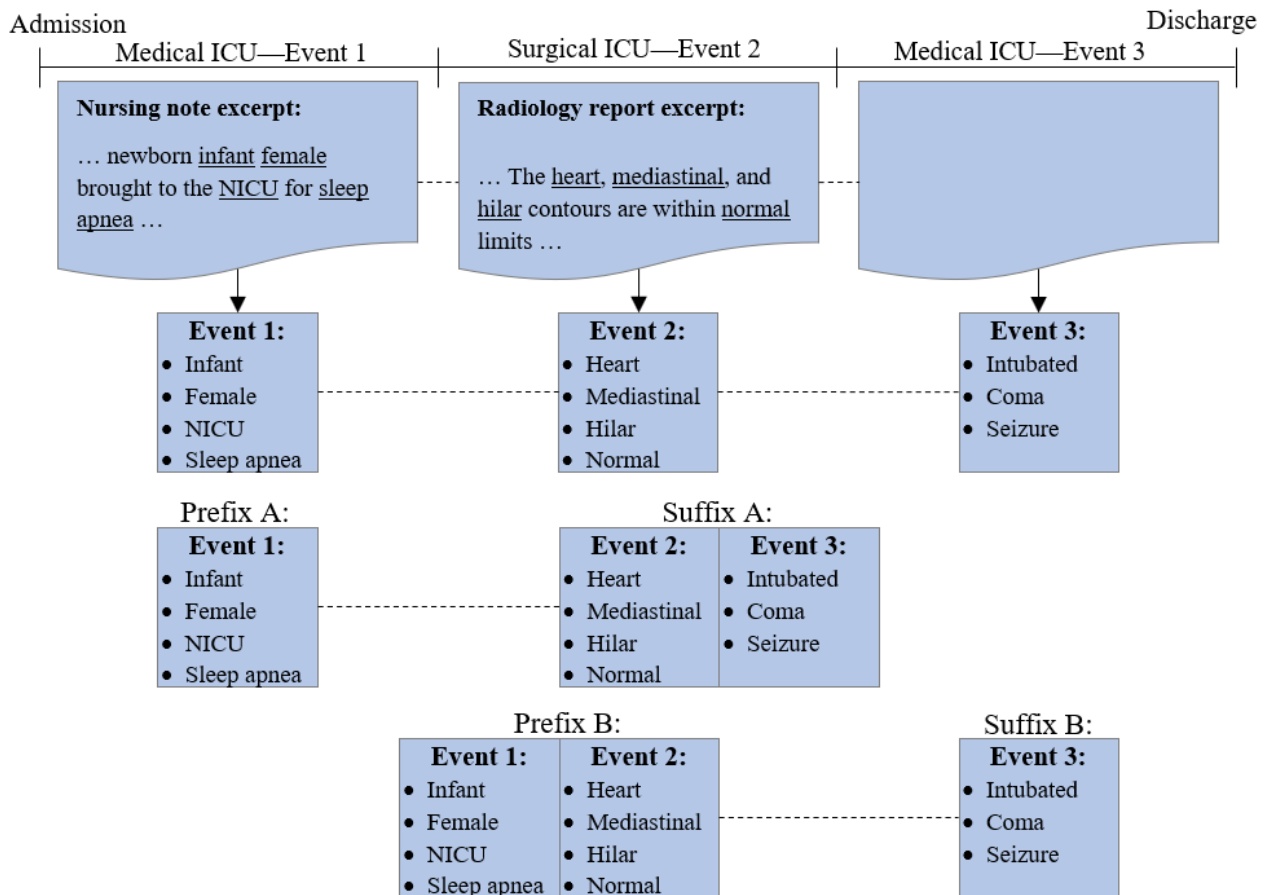 Admission
Discharge
Medical ICU—Event 1
Surgical ICU—Event 2
Medical ICU—Event 3
Nursing note excerpt:
… newborn infant female
brought to the NICU for sleep
apnea …
Radiology report excerpt:
… The heart, mediastinal, and
hilar contours are within normal
limits …
Event 1:
• Infant
• Female
• NICU
• Sleep apnea
Event 2:
• Heart
• Mediastinal
• Hilar
• Normal
Event 3:
• Intubated
• Coma
• Seizure
Prefix A:
Event 1:
• Infant
• Female
• NICU
• Sleep apnea
Suffix A:
Event 2:
• Heart
• Mediastinal
• Hilar
• Normal
Event 3:
• Intubated
• Coma
• Seizure
Prefix B:
Event 1:
• Infant
• Female
• NICU
• Sleep apnea
Event 2:
• Heart
• Mediastinal
• Hilar
• Normal
Suffix B:
Event 3:
• Intubated
• Coma
• Seizure